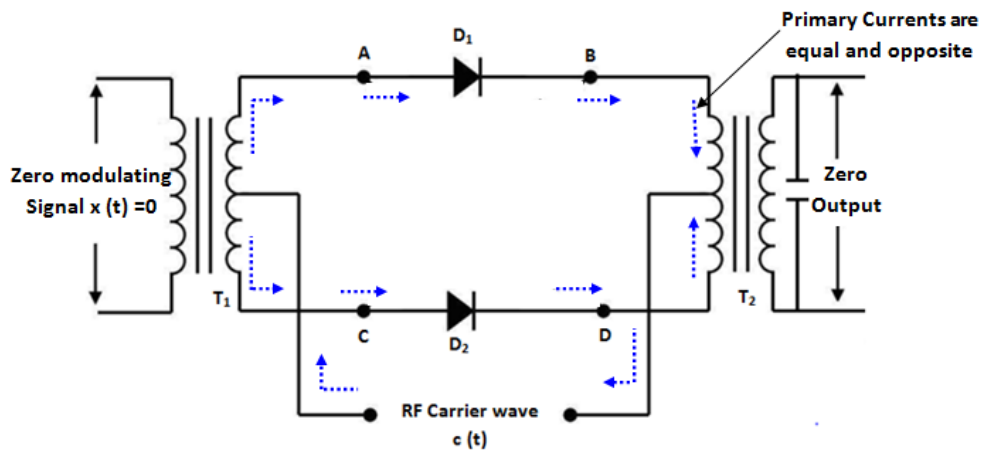 Primary Currents are
equal and opposite
D1
A
B
Zero modulating
Signal x (t) =0
Zero
Output
T1
T2
C
D2
D
RF Carrier wave
c (t)